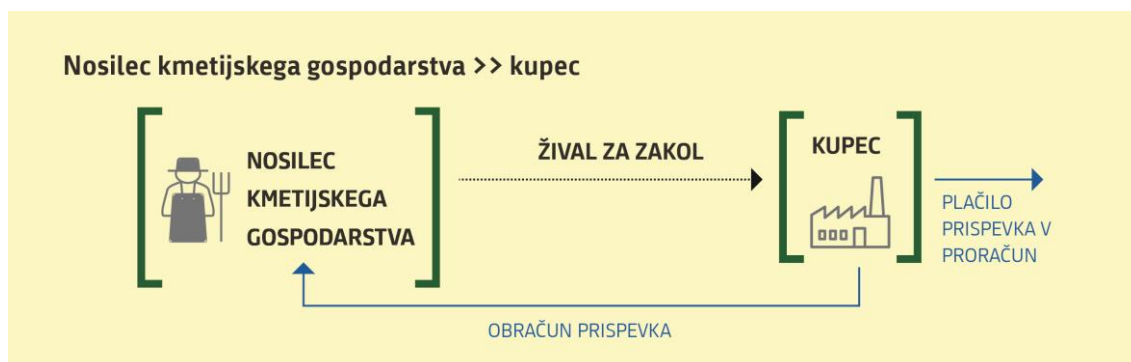 Nosilec kmetijskega gospodarstva >> kupec
NOSILEC
KMETIJSKEGA
GOSPODARSTVA
ŽIVAL ZA ZAKOL
KUPEC
PLAČILO
PRISPEVKA V
PRORAČUN
OBRAČUN PRISPEVKA